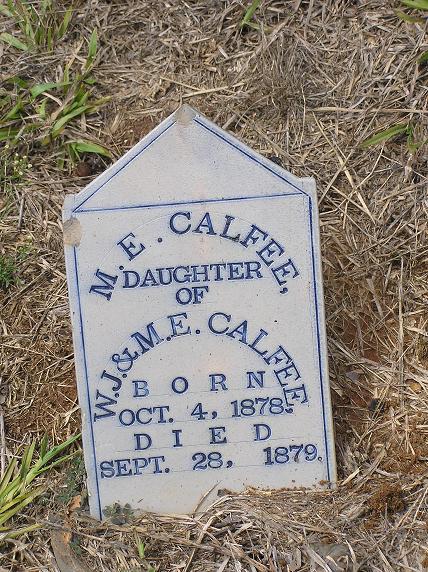 M. E. CALFEE,
DAUGHTER
OF
W. J. & M. E. CALFEE
BORN
OCT. 4, 1878.
DIED
SEPT. 28, 1879.